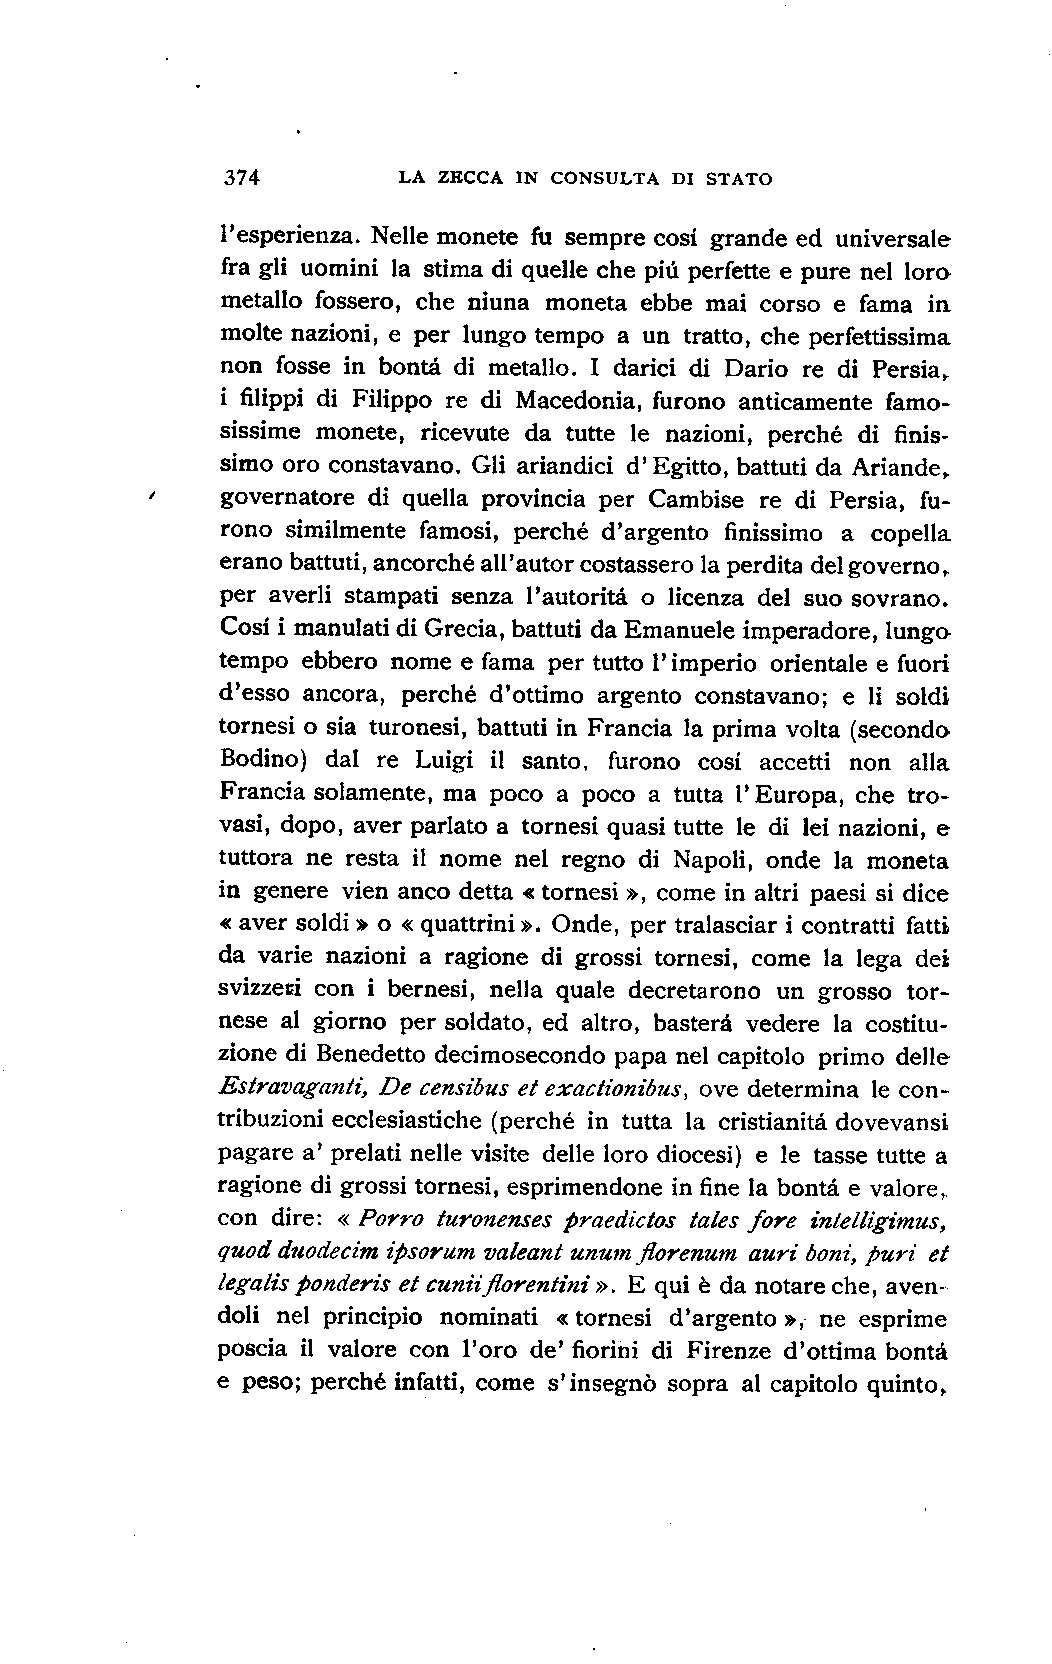 374 LA ZECCA IN CONSULTA DI STATO
l'esperienza. Nelle monete fu sempre cosí grande ed universale
fra gli uomini la stima di quelle che piú perfette e pure nel loro
metallo fossero, che niuna moneta ebbe mai corso e fama in
molte nazioni, e per lungo tempo a un tratto, che perfettissima
non fosse in bontá di metallo. I darici di Dario re di Persia,
i filippi di Filippo re di Macedonia, furono anticamente famo-
sissime monete, ricevute da tutte le nazioni, perché di finis-
simo oro constavano. Gli ariandici d'Egitto, battuti da Ariande,
governatore di quella provincia per Cambise re di Persia, fu-
rono similmente famosi, perché d'argento finissimo a copella
erano battuti, ancorché all'autor costassero la perdita del governo,
per averli stampati senza l'autoritá o licenza del suo sovrano.
Cosí i manulati di Grecia, battuti da Emanuele imperadore, lungo
tempo ebbero nome e fama per tutto l'imperio orientale e fuori
d'esso ancora, perché d'ottimo argento constavano; e li soldi
tornesi o sia turonesi, battuti in Francia la prima volta (secondo
Bodino) dal re Luigi il santo, furono cosí accetti non alla
Francia solamente, ma poco a poco a tutta l'Europa, che tro-
vasi, dopo, aver parlato a tornesi quasi tutte le di lei nazioni, e
tuttora ne resta il nome nel regno di Napoli, onde la moneta
in genere vien anco detta « tornesi », come in altri paesi si dice
« aver soldi » o « quattrini ». Onde, per tralasciar i contratti fatti
da varie nazioni a ragione di grossi tornesi, come la lega dei
svizzeri con i bernesi, nella quale decretarono un grosso tor-
nese al giorno per soldato, ed altro, basterá vedere la costitu-
zione di Benedetto decimosecondo papa nel capitolo primo delle
Estravaganti, De censibus et exactionibus, ove determina le con-
tribuzioni ecclesiastiche (perché in tutta la cristianitá dovevansi
pagare a' prelati nelle visite delle loro diocesi) e le tasse tutte a
ragione di grossi tornesi, esprimendone in fine la bontá e valore,
con dire: « Porro turonenses praedictos tales fore intelligimus,
quod duodecim ipsorum valeant unum florenum auri boni, puri et
legalis ponderis et cunii florentini ». E qui è da notare che, aven-
doli nel principio nominati « tornesi d'argento », ne esprime
poscia il valore con l'oro de' fiorini di Firenze d'ottima bontá
e peso; perché infatti, come s'insegnò sopra al capitolo quinto,